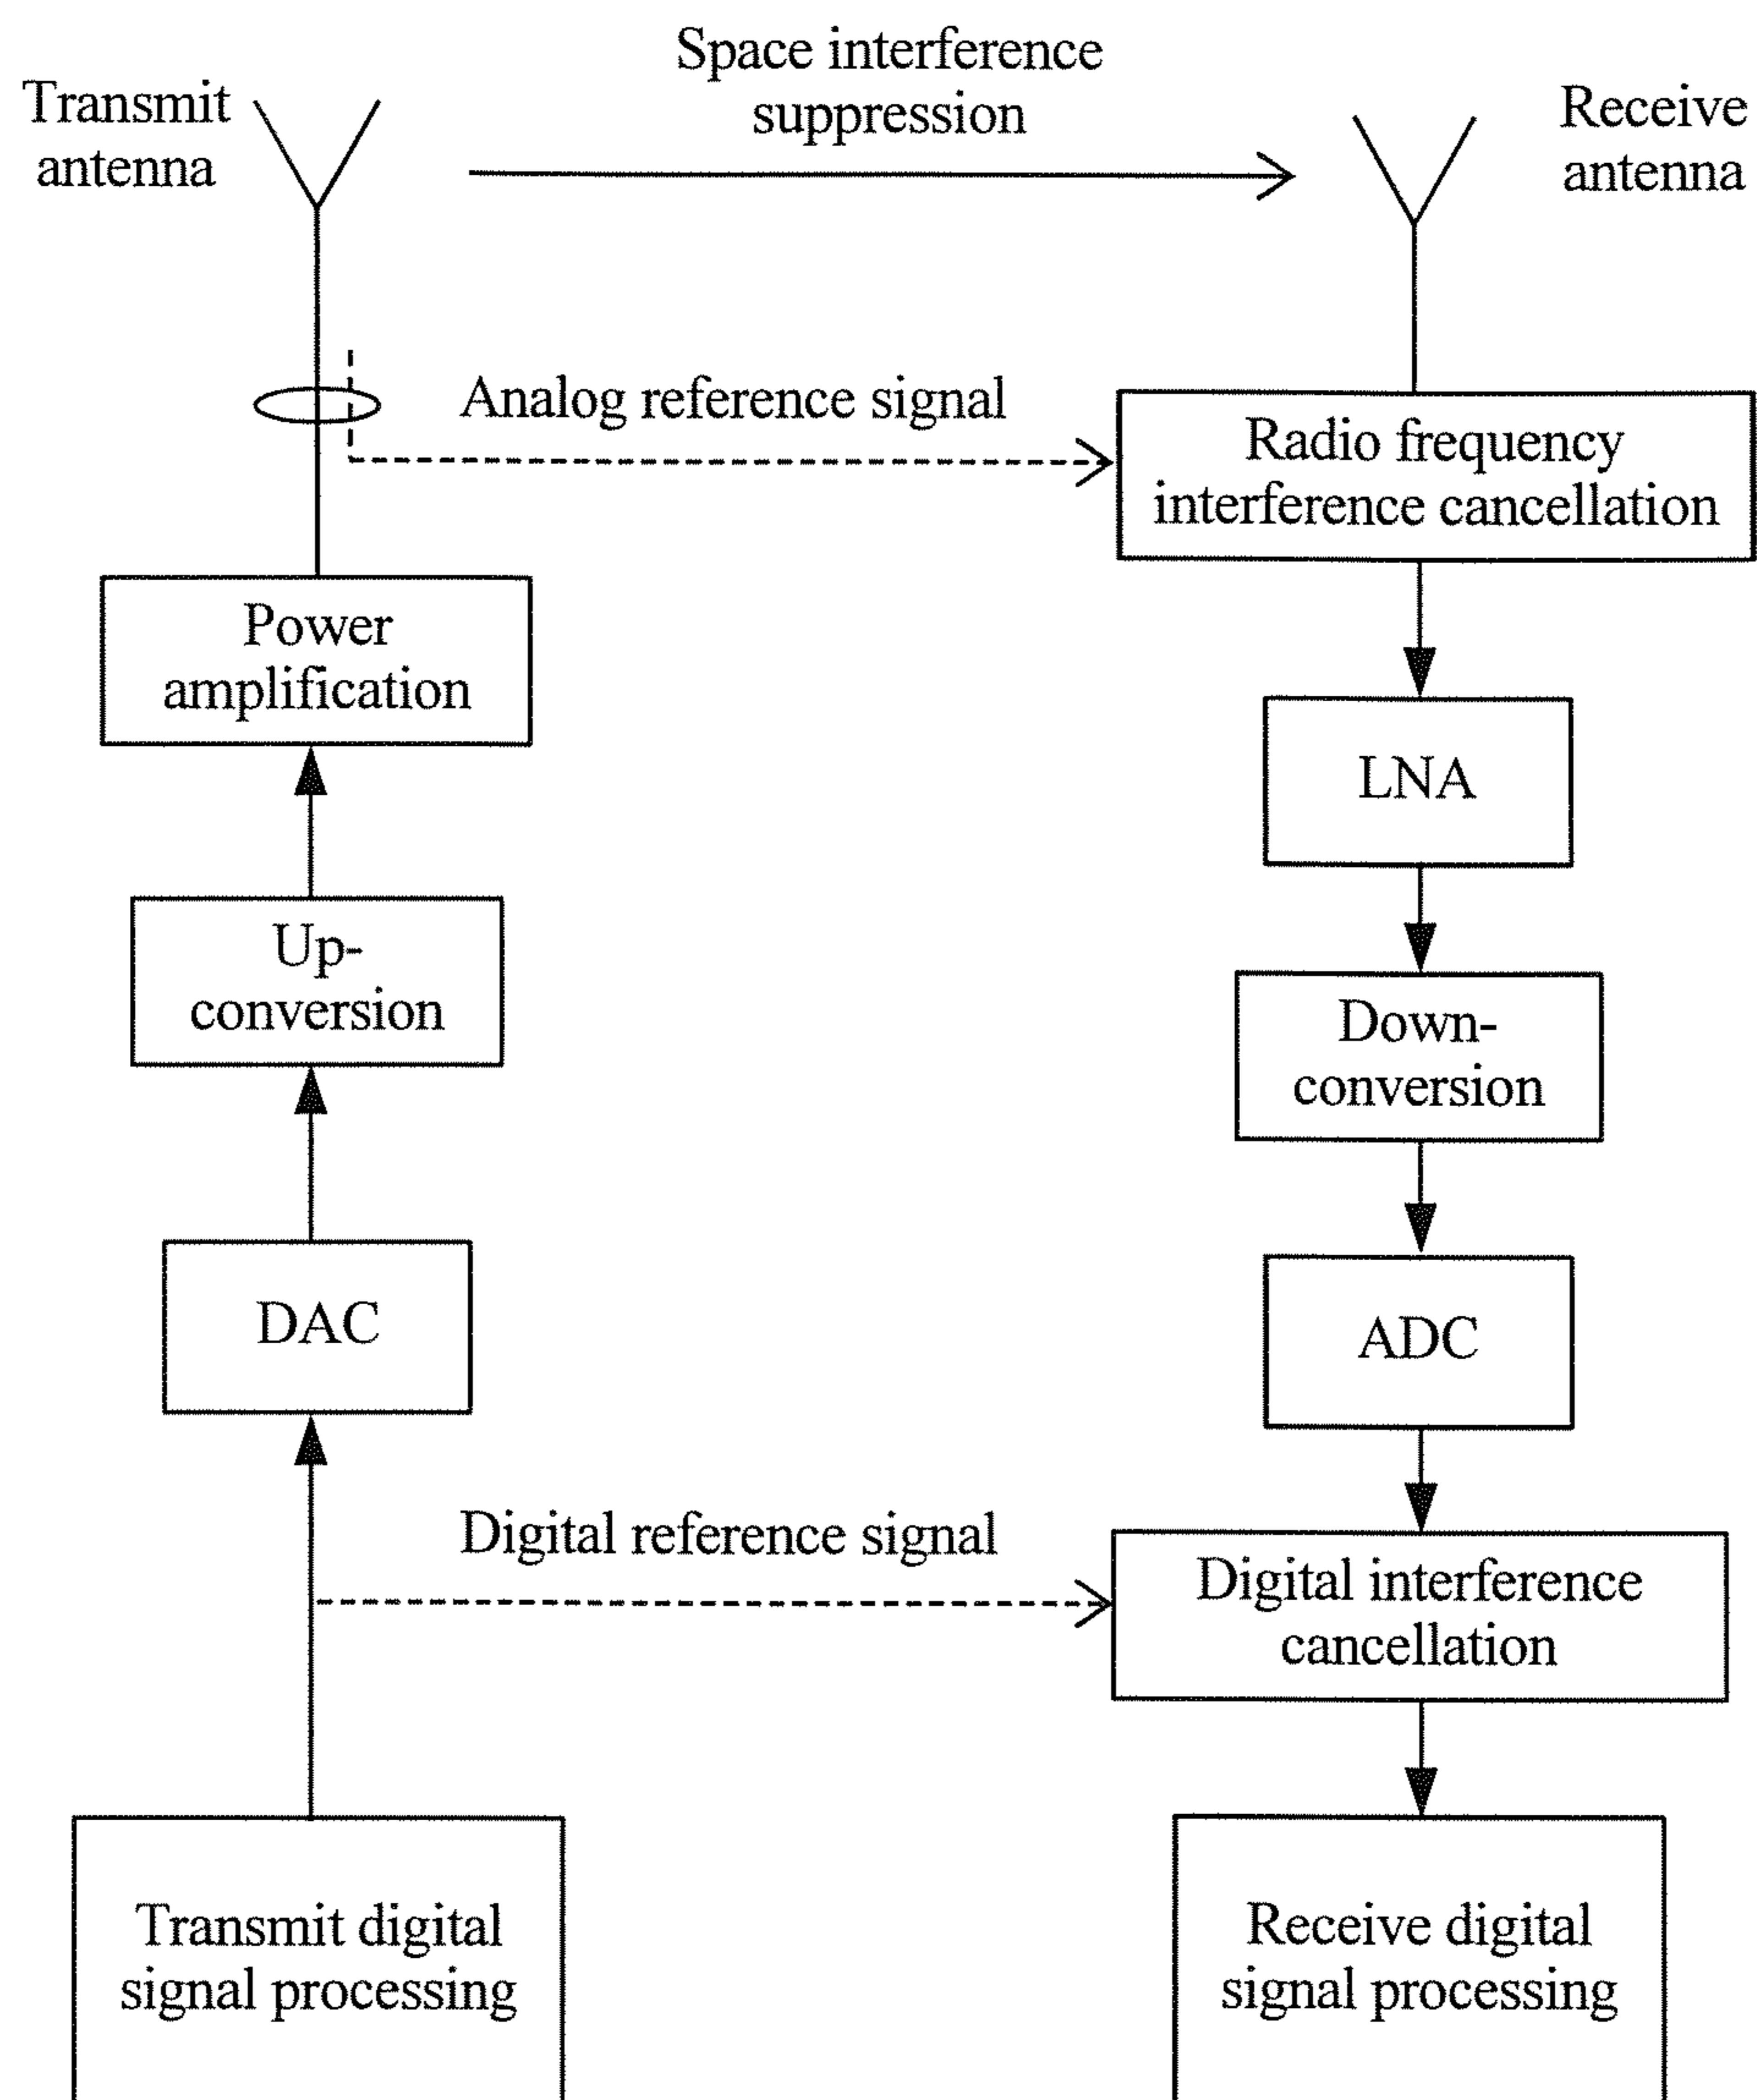 Space interference
suppression
Transmit
antenna
Receive
antenna
Analog reference signal
Radio frequency
interference cancellation
Power
amplification
LNA
Up-
conversion
Down-
conversion
DAC
ADC
Digital reference signal
Digital interference
cancellation
Transmit digital
signal processing
Receive digital
signal processing